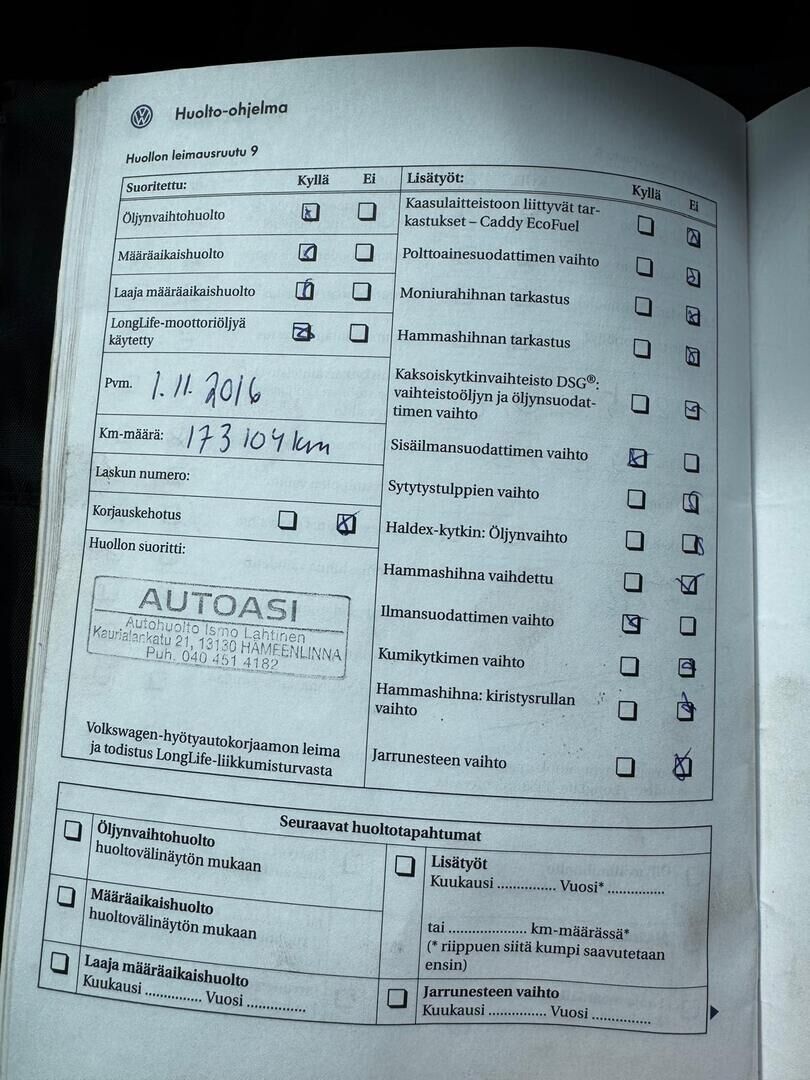 Huolto-ohjelma
Huollon leimausruutu 9
Suoritettu: Kyllä Ei
Öljynvaihtohuolto
Määräaikaishuolto
Laaja määräaikaishuolto
LongLife-moottoriöljyä
käytetty
Pvm. 1.11.2016
Km-määrä: 173 104 km
Laskun numero:
Korjauskehotus
Huollon suoritti:
AUTOASI
Autohuolto Ismo Lahtinen
Kaurialankatu 21, 13130 HÄMEENLINNA
Puh. 040 451 4182
Volkswagen-hyötyautokorjaamon leima
ja todistus LongLife-liikkumisturvasta
Lisätyöt: Kyllä Ei
Kaasulaitteistoon liittyvät tar-
kastukset – Caddy EcoFuel
Polttoainesuodattimen vaihto
Moniurahihnan tarkastus
Hammashihnan tarkastus
Kaksoiskytkinvaihteisto DSG®:
vaihteistoöljyn ja öljynsuodat-
timen vaihto
Sisäilmansuodattimen vaihto
Sytytystulppien vaihto
Haldex-kytkin: Öljynvaihto
Hammashihna vaihdettu
Ilmansuodattimen vaihto
Kumikytkimen vaihto
Hammashihna: kiristysrullan
vaihto
Jarrunesteen vaihto
Seuraavat huoltotapahtumat
Öljynvaihtohuolto
huoltovälinäytön mukaan
Määräaikaishuolto
huoltovälinäytön mukaan
Laaja määräaikaishuolto
Kuukausi ............... Vuosi ...............
Lisätyöt
Kuukausi ............... Vuosi* ...............
tai .................... km-määrässä*
(* riippuen siitä kumpi saavutetaan
ensin)
Jarrunesteen vaihto
Kuukausi ............... Vuosi ...............